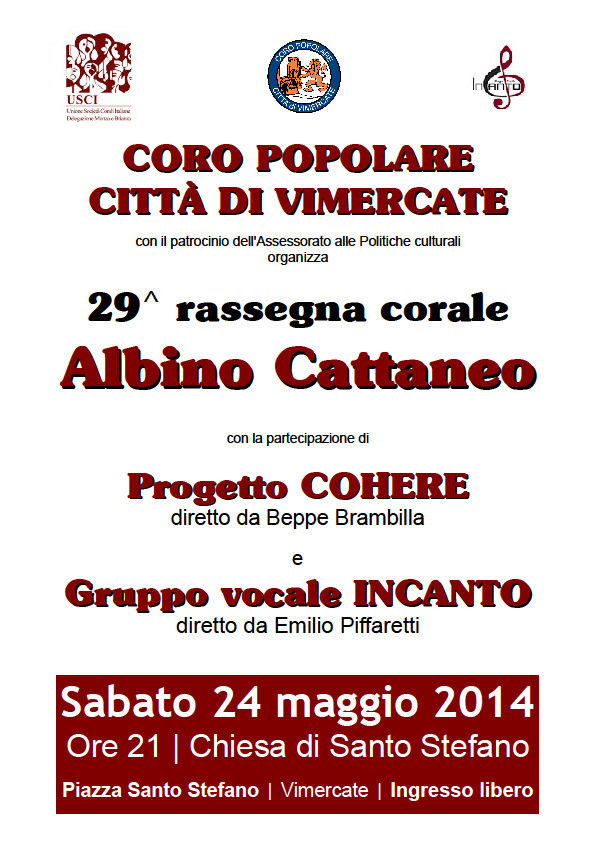 USCI
Unione Società Corali Italiane
Delegazione Monza e Brianza
CORO POPOLARE
CITTÀ DI VIMERCATE
InCANTO
CORO POPOLARE
CITTÀ DI VIMERCATE
con il patrocinio dell'Assessorato alle Politiche culturali
organizza
29^ rassegna corale
Albino Cattaneo
con la partecipazione di
Progetto COHERE
diretto da Beppe Brambilla
e
Gruppo vocale INCANTO
diretto da Emilio Piffaretti
Sabato 24 maggio 2014
Ore 21 | Chiesa di Santo Stefano
Piazza Santo Stefano | Vimercate | Ingresso libero